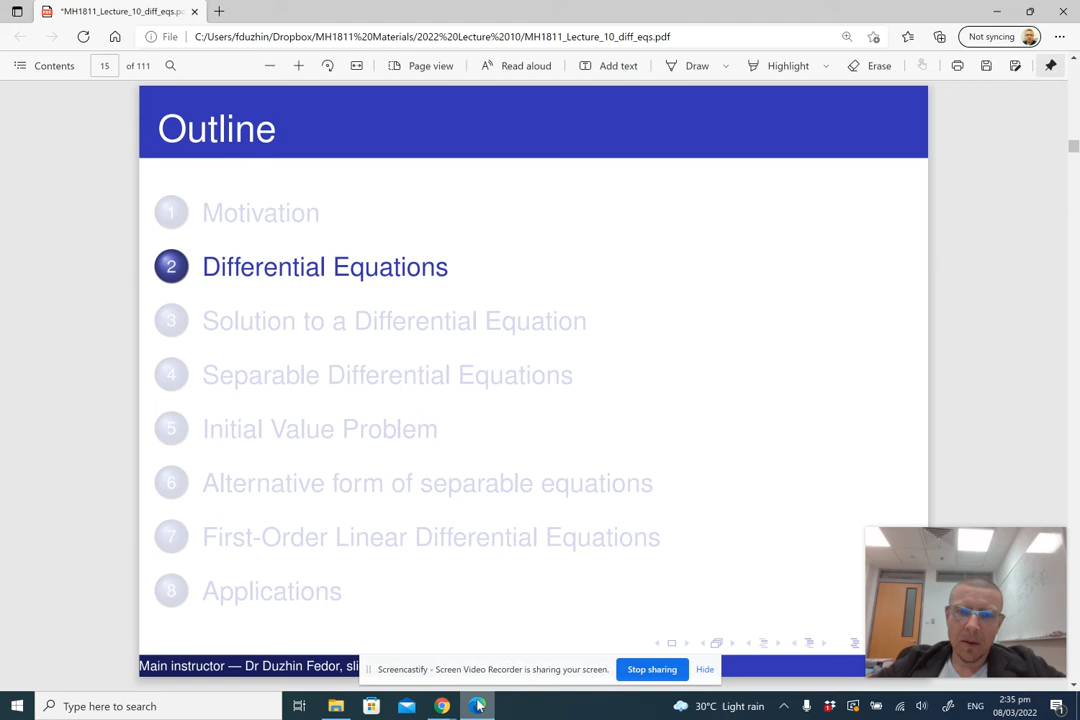 *MH1811_Lecture_10_diff_eqs.pd
File
C:/Users/fduzhin/Dropbox/MH1811%20Materials/2022%20Lecture%2010/MH1811_Lecture_10_diff_eqs.pdf
Not syncing
Contents
15
of 111
Page view
Read aloud
Add text
Draw
Highlight
Erase
Outline
1 Motivation
2 Differential Equations
3 Solution to a Differential Equation
4 Separable Differential Equations
5 Initial Value Problem
6 Alternative form of separable equations
7 First-Order Linear Differential Equations
8 Applications
Main instructor — Dr Duzhin Fedor, sli
Screencastify - Screen Video Recorder is sharing your screen.
Stop sharing
Hide
Type here to search
30°C Light rain
ENG
2:35 pm
08/03/2022
1